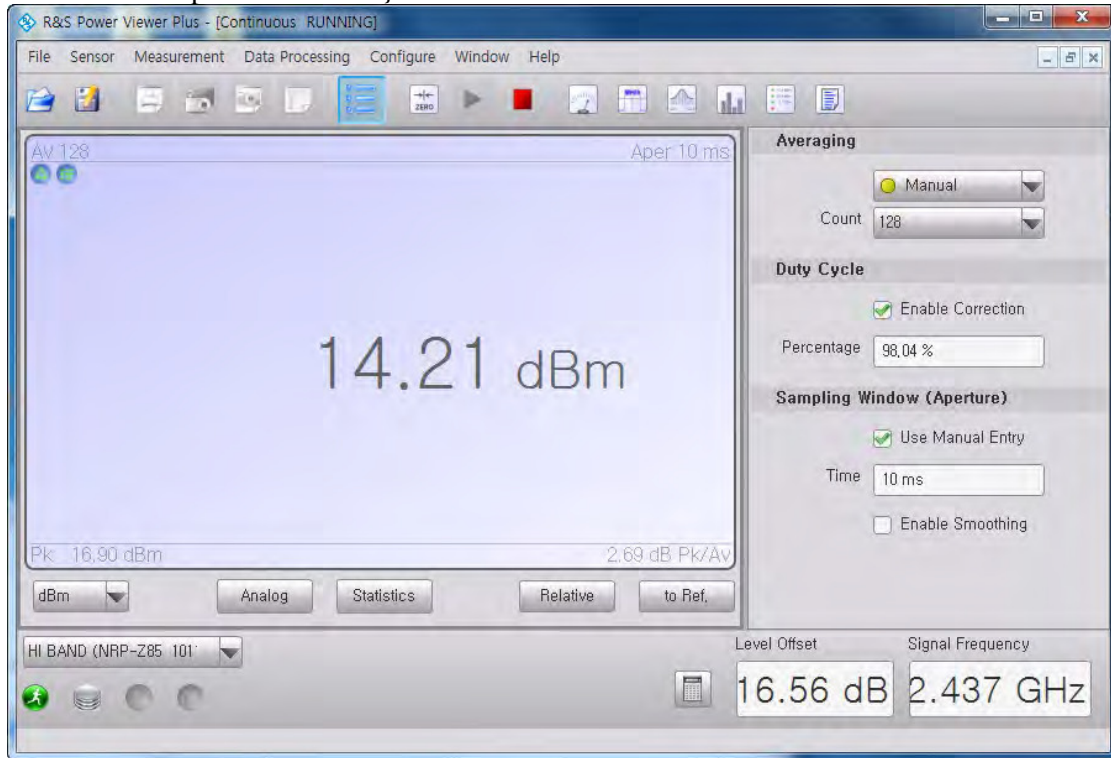 R&S Power Viewer Plus - [Continuous RUNNING]
File Sensor Measurement Data Processing Configure Window Help
ZERO
Av 128 Aper 10 ms
14.21 dBm
Pk 16.90 dBm 2.69 dB Pk/Av
dBm Analog Statistics Relative to Ref.
Averaging
Manual
Count 128
Duty Cycle
Enable Correction
Percentage 98.04 %
Sampling Window (Aperture)
Use Manual Entry
Time 10 ms
Enable Smoothing
HI BAND (NRP-Z85 101
Level Offset Signal Frequency
16.56 dB 2.437 GHz